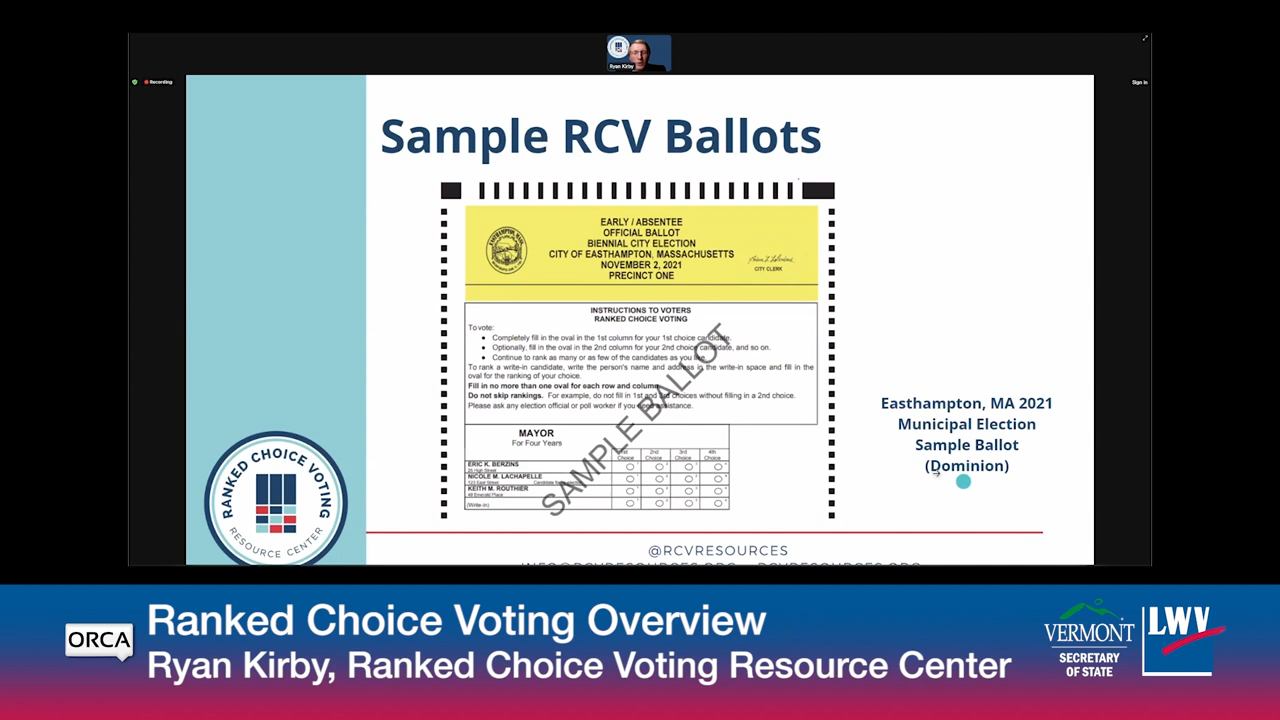 Ryan Kirby
Recording
Sign in
Sample RCV Ballots
EARLY / ABSENTEE
OFFICIAL BALLOT
BIENNIAL CITY ELECTION
CITY OF EASTHAMPTON, MASSACHUSETTS
NOVEMBER 2, 2021
PRECINCT ONE
CITY CLERK
INSTRUCTIONS TO VOTERS
RANKED CHOICE VOTING
To vote:
• Completely fill in the oval in the 1st column for your 1st choice candidate.
• Optionally, fill in the oval in the 2nd column for your 2nd choice candidate, and so on.
• Continue to rank as many or as few of the candidates as you like.
To rank a write-in candidate, write the person's name and address in the write-in space and fill in the
oval for the ranking of your choice.
Fill in no more than one oval for each row and column.
Do not skip rankings. For example, do not fill in 1st and 3rd choices without filling in a 2nd choice.
Please ask any election official or poll worker if you need assistance.
SAMPLE BALLOT
MAYOR
For Four Years
1st Choice 2nd Choice 3rd Choice 4th Choice
ERIC K. BERZINS
25 High Street
NICOLE M. LACHAPELLE
123 East Street
KEITH M. ROUTHIER
49 Emerald Place
(Write-in)
Easthampton, MA 2021
Municipal Election
Sample Ballot
(Dominion)
RANKED CHOICE VOTING
RESOURCE CENTER
@RCVRESOURCES
ORCA
Ranked Choice Voting Overview
Ryan Kirby, Ranked Choice Voting Resource Center
VERMONT
SECRETARY
OF STATE
LWV